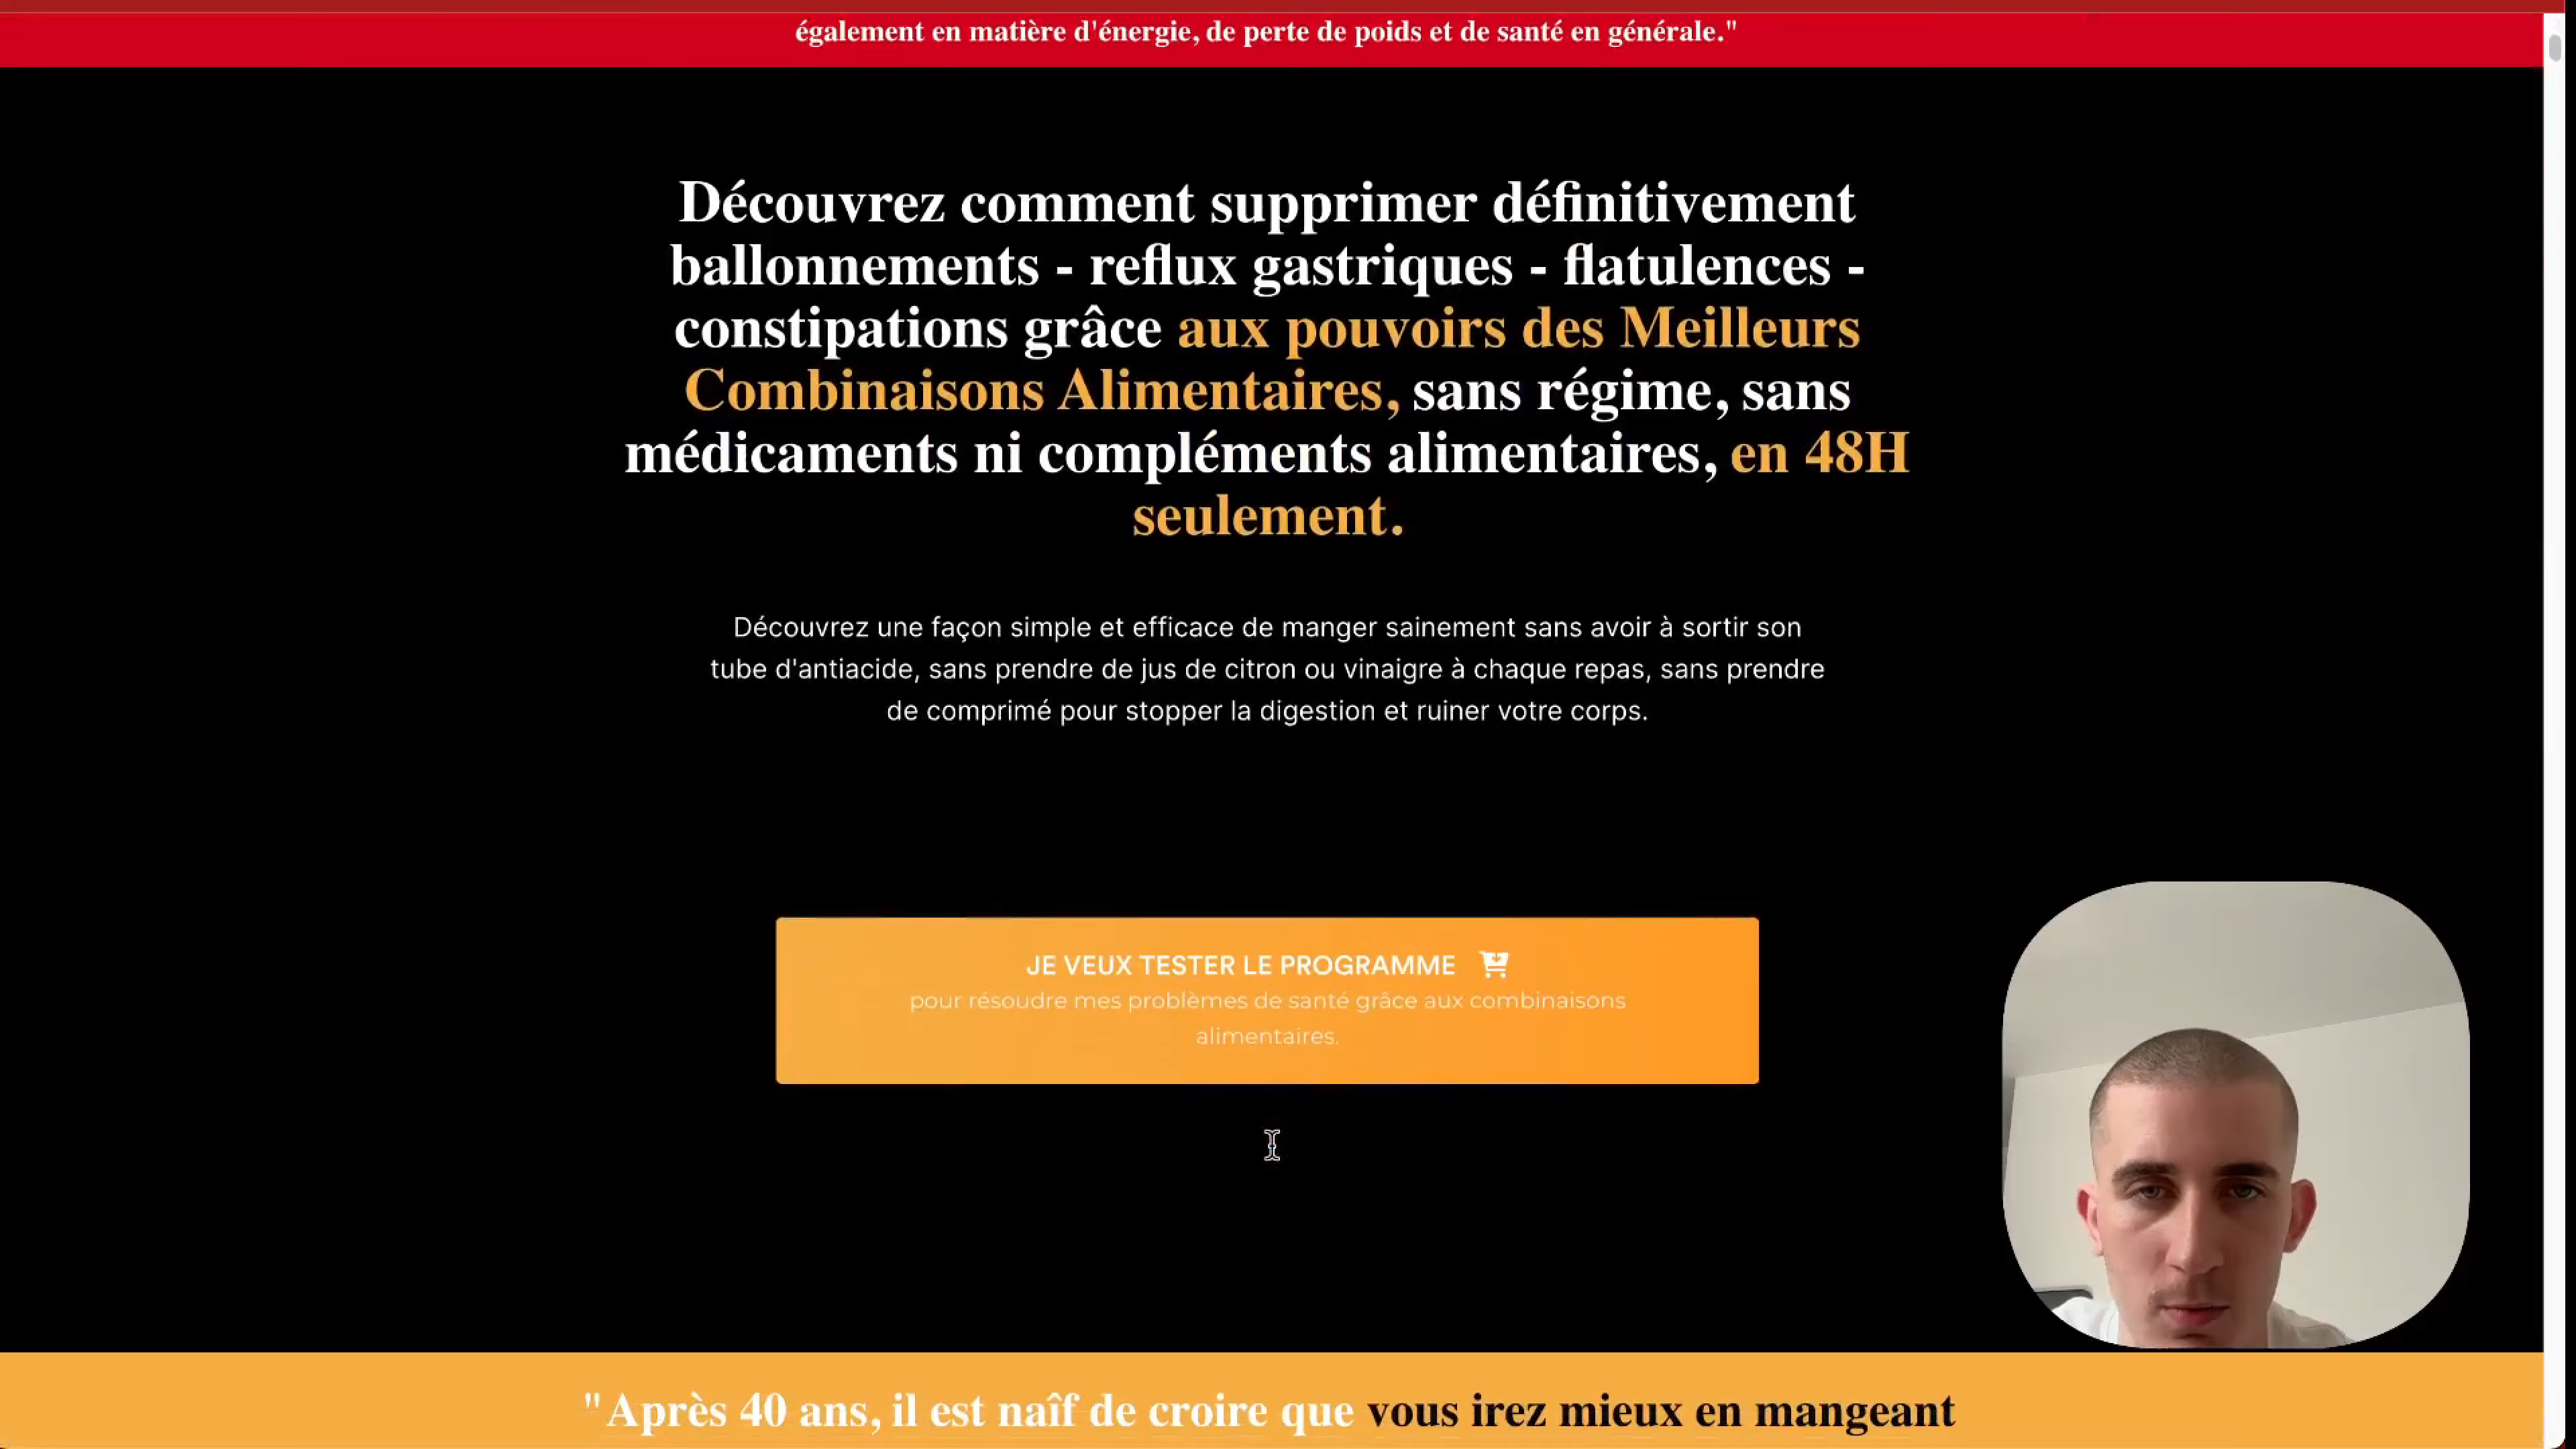 également en matière d'énergie, de perte de poids et de santé en générale."
Découvrez comment supprimer définitivement
ballonnements - reflux gastriques - flatulences -
constipations grâce aux pouvoirs des Meilleurs
Combinaisons Alimentaires, sans régime, sans
médicaments ni compléments alimentaires, en 48H
seulement.
Découvrez une façon simple et efficace de manger sainement sans avoir à sortir son
tube d'antiacide, sans prendre de jus de citron ou vinaigre à chaque repas, sans prendre
de comprimé pour stopper la digestion et ruiner votre corps.
JE VEUX TESTER LE PROGRAMME
pour résoudre mes problèmes de santé grâce aux combinaisons
alimentaires.
"Après 40 ans, il est naîf de croire que vous irez mieux en mangeant